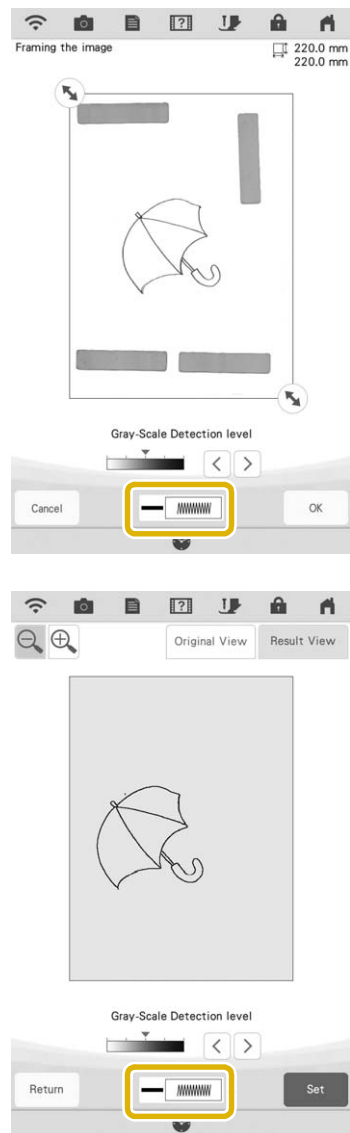 Framing the image
220.0 mm
220.0 mm
Gray-Scale Detection level
Cancel
OK
Original View
Result View
Gray-Scale Detection level
Return
Set